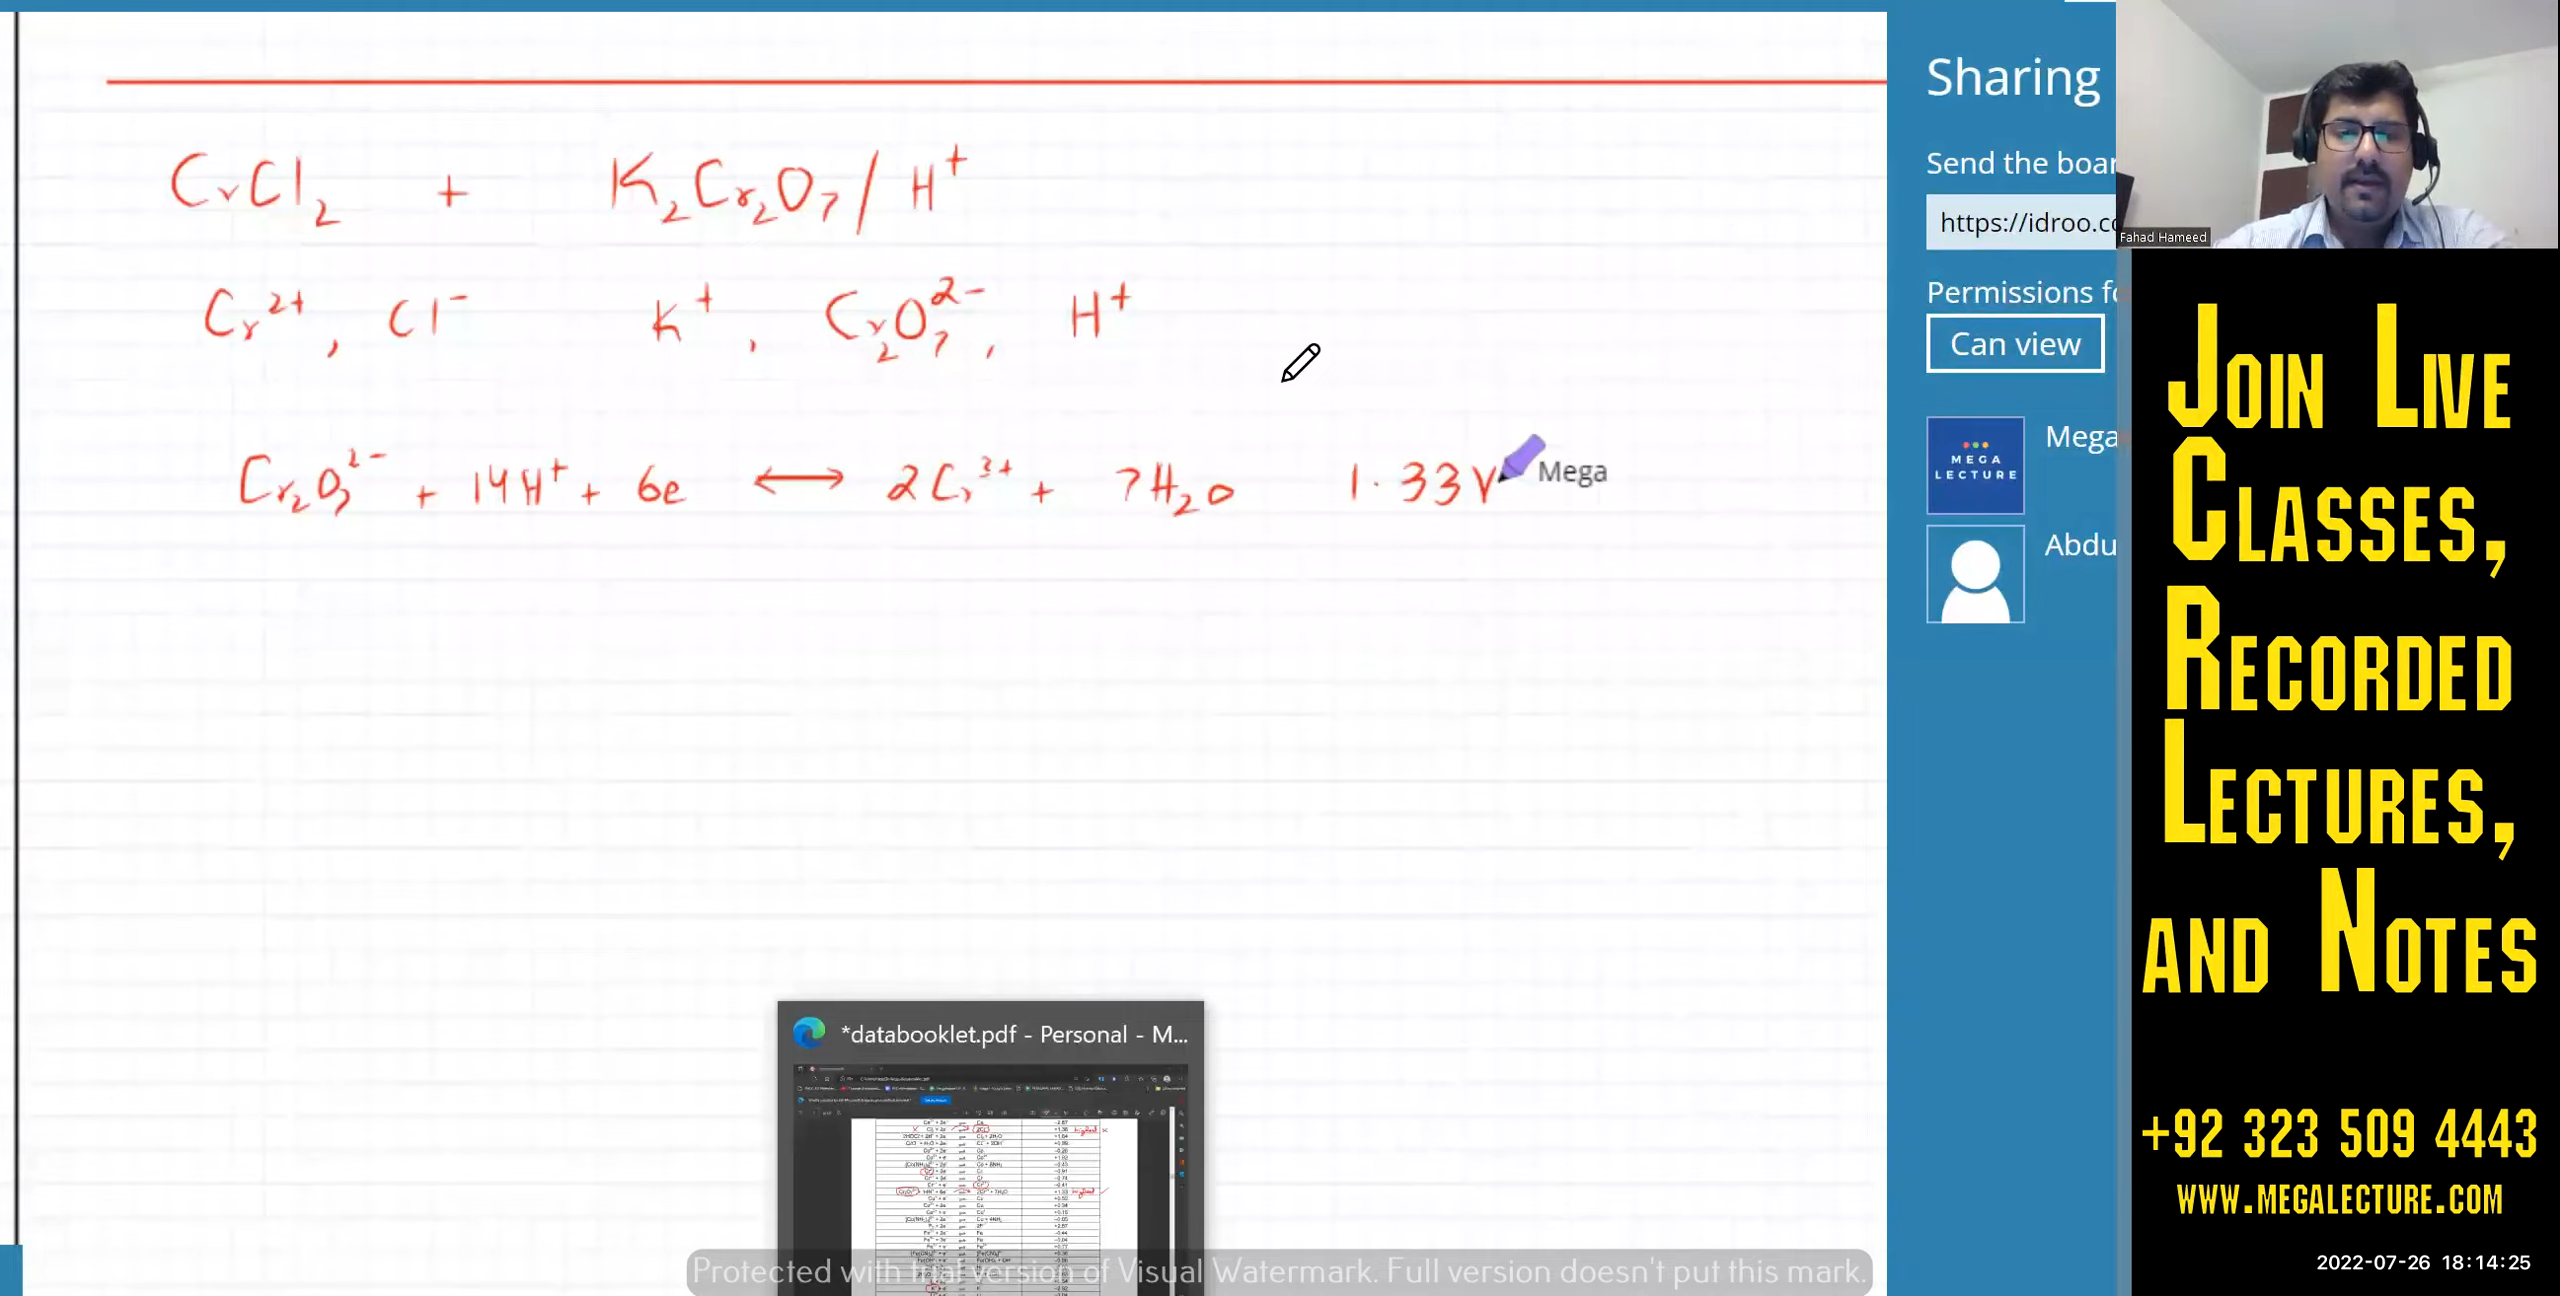 CrCl₂ + K₂Cr₂O₇ / H⁺
Cr²⁺, Cl⁻ K⁺, Cr₂O₇²⁻, H⁺
Cr₂O₇²⁻ + 14H⁺ + 6e ⟷ 2Cr³⁺ + 7H₂O 1.33V
Mega
*databooklet.pdf - Personal - M...
Protected with trial version of Visual Watermark. Full version doesn't put this mark.
Sharing
Send the boar
https://idroo.co
Fahad Hameed
Permissions fo
Can view
MEGA
LECTURE
Mega
Abdu
JOIN LIVE
CLASSES,
RECORDED
LECTURES,
AND NOTES
+92 323 509 4443
WWW.MEGALECTURE.COM
2022-07-26 18:14:25